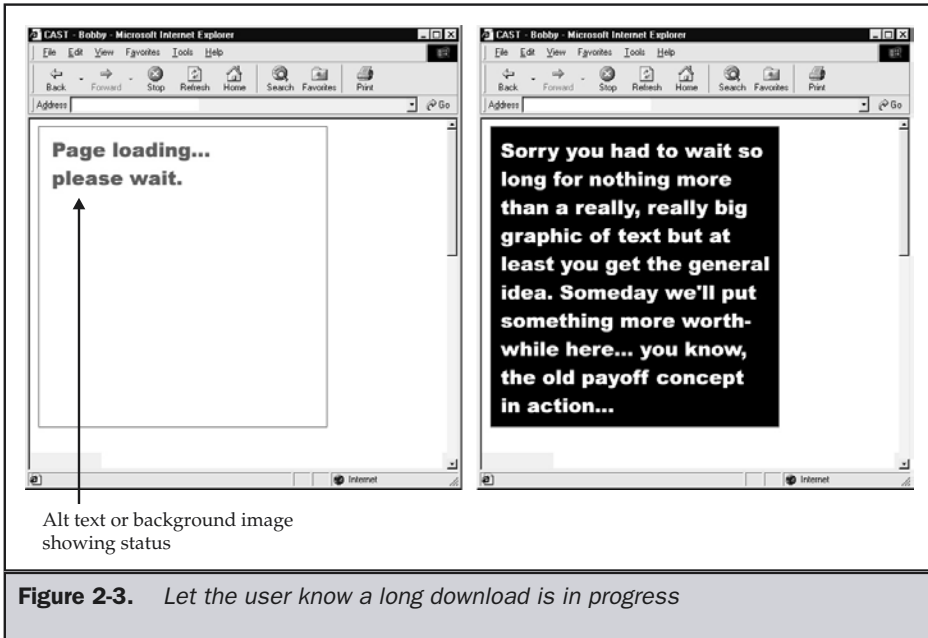 CAST - Bobby - Microsoft Internet Explorer
File Edit View Favorites Tools Help
Back Forward Stop Refresh Home Search Favorites Print
Address Go
Page loading...
please wait.
Internet
CAST - Bobby - Microsoft Internet Explorer
File Edit View Favorites Tools Help
Back Forward Stop Refresh Home Search Favorites Print
Address Go
Sorry you had to wait so
long for nothing more
than a really, really big
graphic of text but at
least you get the general
idea. Someday we'll put
something more worth-
while here... you know,
the old payoff concept
in action...
Internet
Alt text or background image
showing status
Figure 2-3. Let the user know a long download is in progress